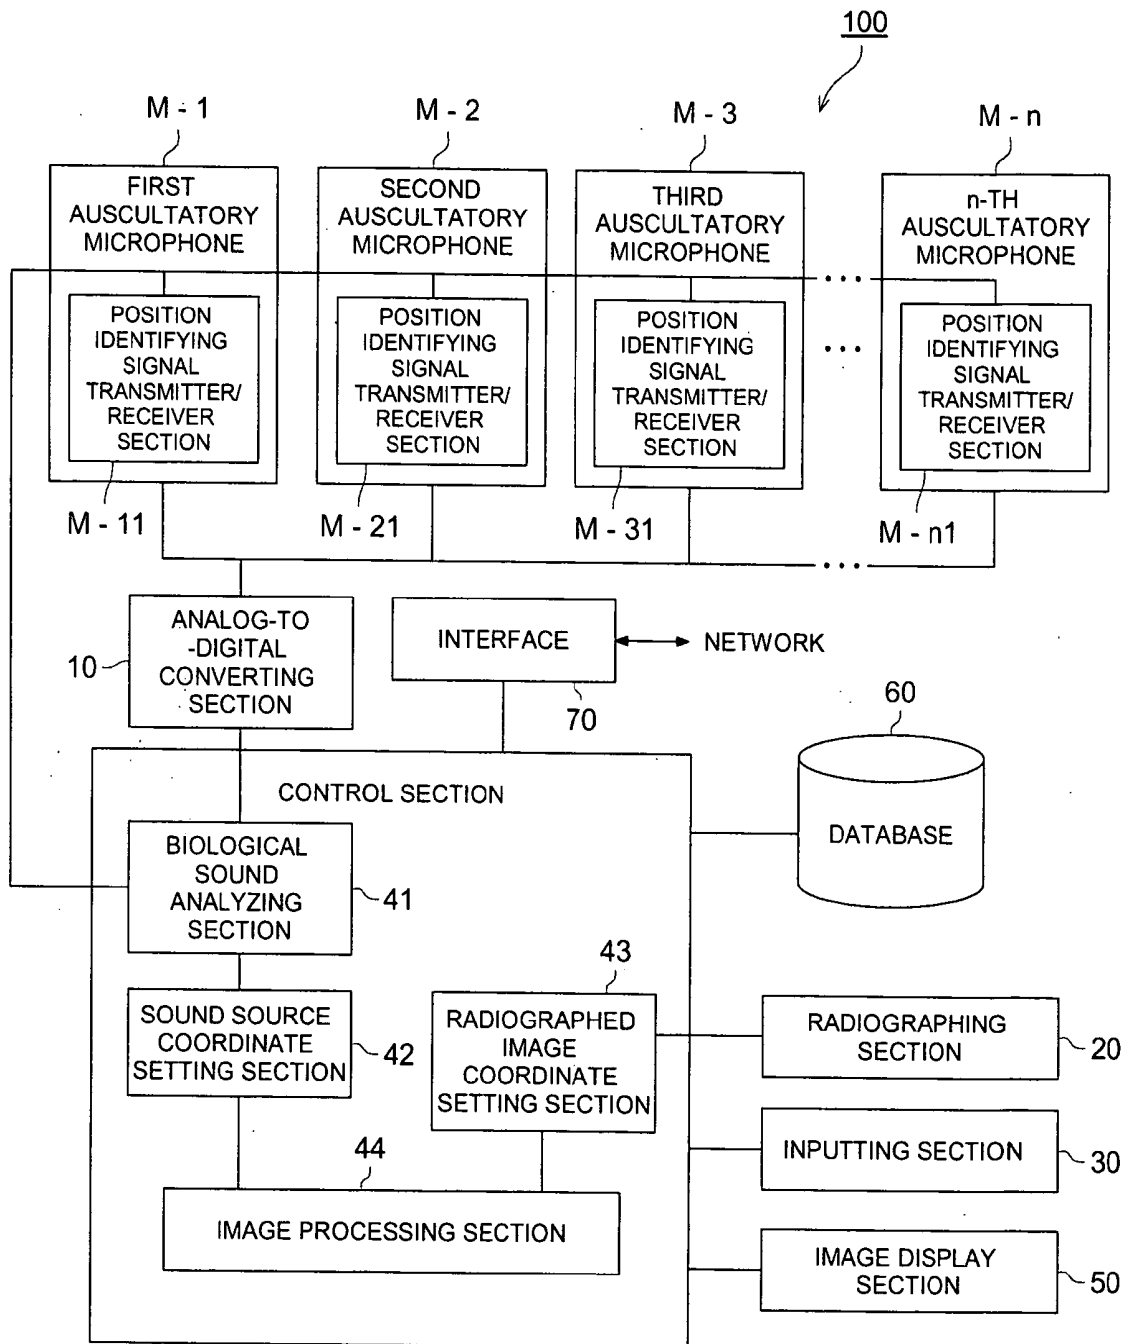 100
M - 1
M - 2
M - 3
M - n
FIRST
AUSCULTATORY
MICROPHONE
SECOND
AUSCULTATORY
MICROPHONE
THIRD
AUSCULTATORY
MICROPHONE
n-TH
AUSCULTATORY
MICROPHONE
POSITION
IDENTIFYING
SIGNAL
TRANSMITTER/
RECEIVER
SECTION
POSITION
IDENTIFYING
SIGNAL
TRANSMITTER/
RECEIVER
SECTION
POSITION
IDENTIFYING
SIGNAL
TRANSMITTER/
RECEIVER
SECTION
POSITION
IDENTIFYING
SIGNAL
TRANSMITTER/
RECEIVER
SECTION
M - 11
M - 21
M - 31
M - n1
ANALOG-TO
-DIGITAL
CONVERTING
SECTION
10
INTERFACE
NETWORK
70
60
DATABASE
CONTROL SECTION
BIOLOGICAL
SOUND
ANALYZING
SECTION
41
SOUND SOURCE
COORDINATE
SETTING SECTION
42
43
RADIOGRAPHED
IMAGE
COORDINATE
SETTING SECTION
RADIOGRAPHING
SECTION
20
INPUTTING SECTION
30
44
IMAGE PROCESSING SECTION
IMAGE DISPLAY
SECTION
50